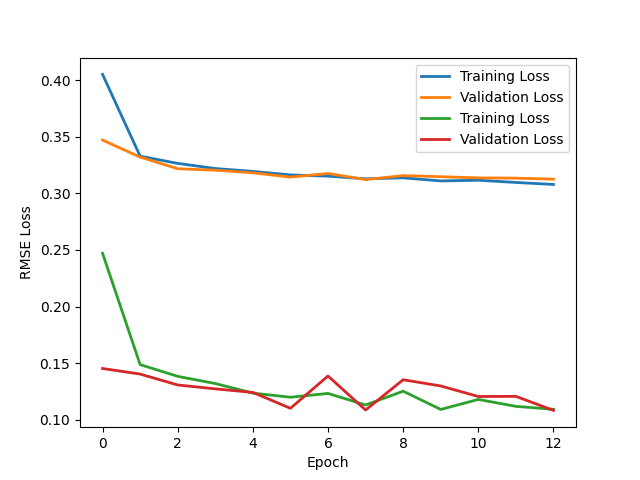 0.40
0.35
0.30
0.25
0.20
0.15
0.10
RMSE Loss
Training Loss
Validation Loss
Training Loss
Validation Loss
0 2 4 6 8 10 12
Epoch